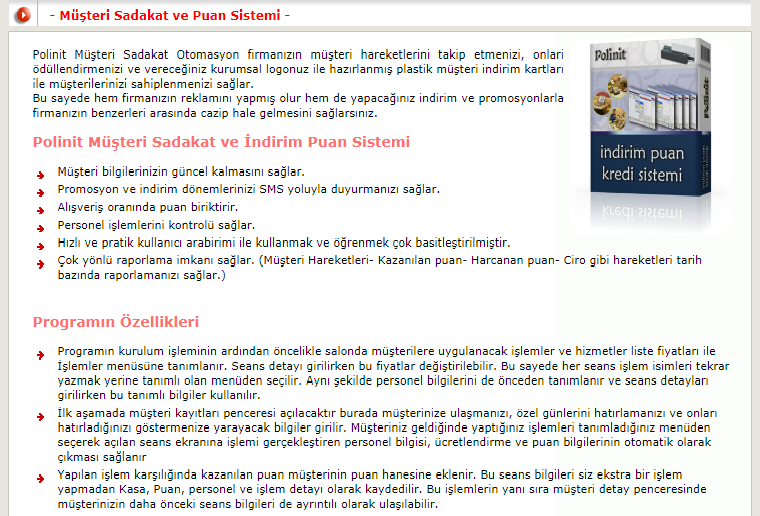 - Müşteri Sadakat ve Puan Sistemi -
Polinit Müşteri Sadakat Otomasyon firmanızın müşteri hareketlerini takip etmenizi, onlari
ödüllendirmenizi ve vereceğiniz kurumsal logonuz ile hazırlanmış plastik müşteri indirim kartları
ile müşterilerinizi sahiplenmenizi sağlar.
Bu sayede hem firmanızın reklamını yapmış olur hem de yapacağınız indirim ve promosyonlarla
firmanızın benzerleri arasında cazip hale gelmesini sağlarsınız.
Polinit
Polinit
indirim puan
kredi sistemi
Polinit Müşteri Sadakat ve İndirim Puan Sistemi
Müşteri bilgilerinizin güncel kalmasını sağlar.
Promosyon ve indirim dönemlerinizi SMS yoluyla duyurmanızı sağlar.
Alışveriş oranında puan biriktirir.
Personel işlemlerini kontrolü sağlar.
Hızlı ve pratik kullanıcı arabirimi ile kullanmak ve öğrenmek çok basitleştirilmiştir.
Çok yönlü raporlama imkanı sağlar. (Müşteri Hareketleri- Kazanılan puan- Harcanan puan- Ciro gibi hareketleri tarih
bazında raporlamanızı sağlar.)
Programın Özellikleri
Programın kurulum işleminin ardından öncelikle salonda müşterilere uygulanacak işlemler ve hizmetler liste fiyatları ile
İşlemler menüsüne tanımlanır. Seans detayı girilirken bu fiyatlar değiştirilebilir. Bu sayede her seans işlem isimleri tekrar
yazmak yerine tanımlı olan menüden seçilir. Aynı şekilde personel bilgilerini de önceden tanımlanır ve seans detayları
girilirken bu tanımlı bilgiler kullanılır.
İlk aşamada müşteri kayıtları penceresi açılacaktır burada müşterinize ulaşmanızı, özel günlerini hatırlamanızı ve onları
hatırladığınızı göstermenize yarayacak bilgiler girilir. Müşteriniz geldiğinde yaptığınız işlemleri tanımladığınız menüden
seçerek açılan seans ekranına işlemi gerçekleştiren personel bilgisi, ücretlendirme ve puan bilgilerinin otomatik olarak
çıkması sağlanır
Yapılan işlem karşılığında kazanılan puan müşterinin puan hanesine eklenir. Bu seans bilgileri siz ekstra bir işlem
yapmadan Kasa, Puan, personel ve işlem detayı olarak kaydedilir. Bu işlemlerin yanı sıra müşteri detay penceresinde
müşterinizin daha önceki seans bilgileri de ayrıntılı olarak ulaşılabilir.